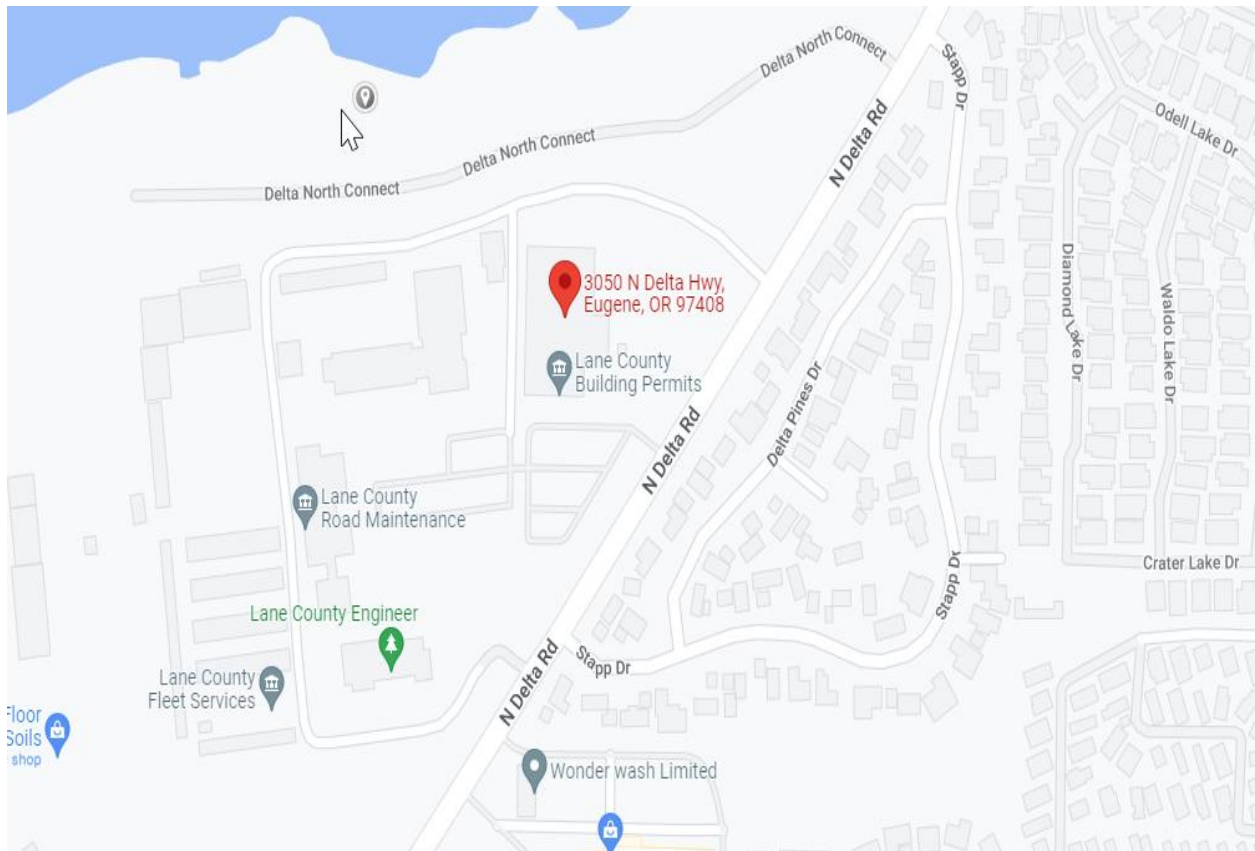 Delta North Connect
Stapp Dr
Delta North Connect
Odell Lake Dr
Delta North Connect
N Delta Rd
3050 N Delta Hwy,
Eugene, OR 97408
Diamond Lake Dr
Waldo Lake Dr
Lane County
Building Permits
Delta Pines Dr
N Delta Rd
Lane County
Road Maintenance
Crater Lake Dr
Stapp Dr
Lane County Engineer
Stapp Dr
N Delta Rd
Lane County
Fleet Services
Floor
Soils
shop
Wonder wash Limited